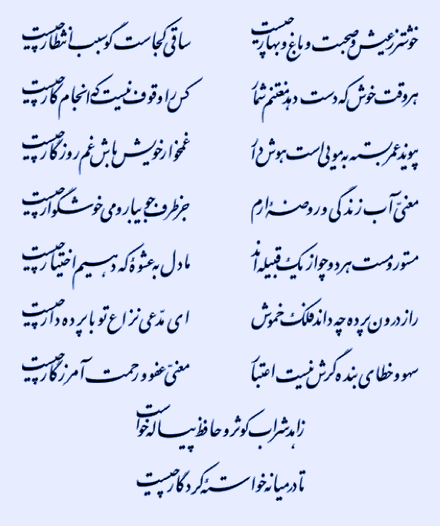 خوشتر ز عیش و صحبت و باغ و بهار چیست ساقی کجاست گو سبب انتظار چیست
هر وقت خوش که دست دهد مغتنم شمار کس را وقوف نیست که انجام کار چیست
پیوند عمر بسته به موییست هوش دار غمخوار خویش باش غم روزگار چیست
معنیّ آب زندگی و روضهٔ ارم جز طرف جویبار و می خوشگوار چیست
مستور و مست هر دو چو از یک قبیله‌اند ما دل به عشوهٔ که دهیم اختیار چیست
راز درون پرده چه داند فلک خموش ای مدّعی نزاع تو با پرده دار چیست
سهو و خطای بنده گرش نیست اعتبار معنیّ عفو و رحمت آمرزگار چیست
زاهد شراب کوثر و حافظ پیاله خواست
تا در میانه خواستهٔ کردگار چیست